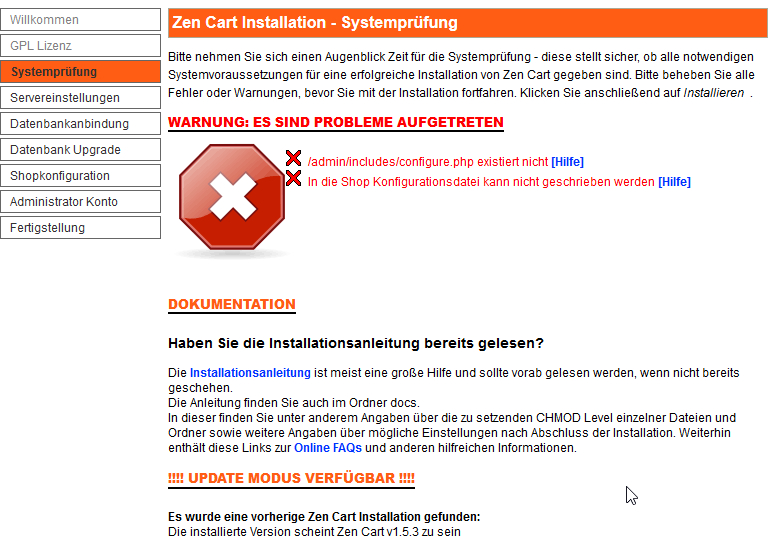 Willkommen
GPL Lizenz
Systemprüfung
Servereinstellungen
Datenbankanbindung
Datenbank Upgrade
Shopkonfiguration
Administrator Konto
Fertigstellung
Zen Cart Installation - Systemprüfung
Bitte nehmen Sie sich einen Augenblick Zeit für die Systemprüfung - diese stellt sicher, ob alle notwendigen
Systemvoraussetzungen für eine erfolgreiche Installation von Zen Cart gegeben sind. Bitte beheben Sie alle
Fehler oder Warnungen, bevor Sie mit der Installation fortfahren. Klicken Sie anschließend auf Installieren .
WARNUNG: ES SIND PROBLEME AUFGETRETEN
/admin/includes/configure.php existiert nicht [Hilfe]
In die Shop Konfigurationsdatei kann nicht geschrieben werden [Hilfe]
DOKUMENTATION
Haben Sie die Installationsanleitung bereits gelesen?
Die Installationsanleitung ist meist eine große Hilfe und sollte vorab gelesen werden, wenn nicht bereits
geschehen.
Die Anleitung finden Sie auch im Ordner docs.
In dieser finden Sie unter anderem Angaben über die zu setzenden CHMOD Level einzelner Dateien und
Ordner sowie weitere Angaben über mögliche Einstellungen nach Abschluss der Installation. Weiterhin
enthält diese Links zur Online FAQs und anderen hilfreichen Informationen.
!!!! UPDATE MODUS VERFÜGBAR !!!!
Es wurde eine vorherige Zen Cart Installation gefunden:
Die installierte Version scheint Zen Cart v1.5.3 zu sein